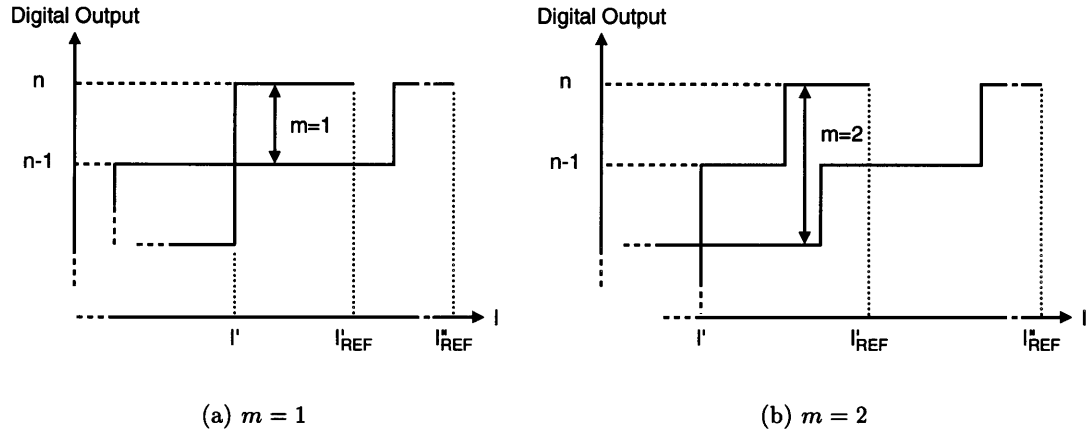 Digital Output
n
m=1
n-1
I
I' I'REF I"REF
(a) m = 1
Digital Output
n
m=2
n-1
I
I' I'REF I"REF
(b) m = 2